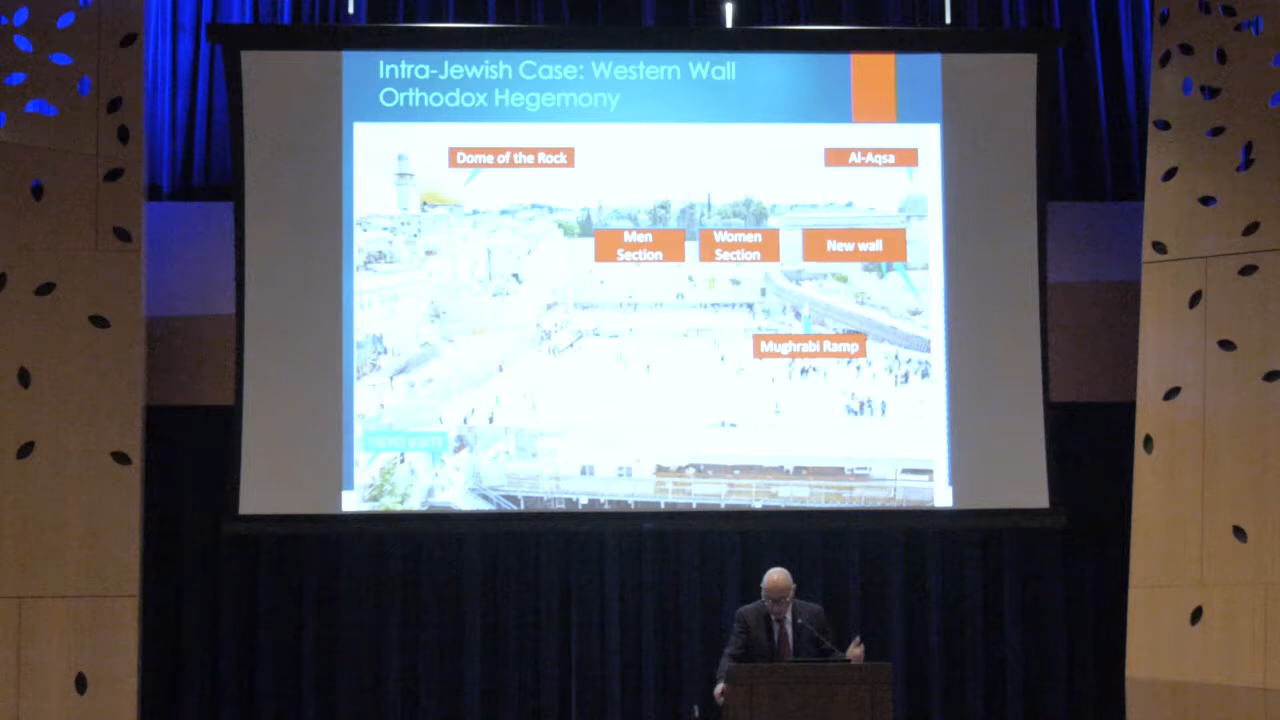 Intra-Jewish Case: Western Wall
Orthodox Hegemony
Dome of the Rock
Al-Aqsa
Men
Section
Women
Section
New wall
Mughrabi Ramp